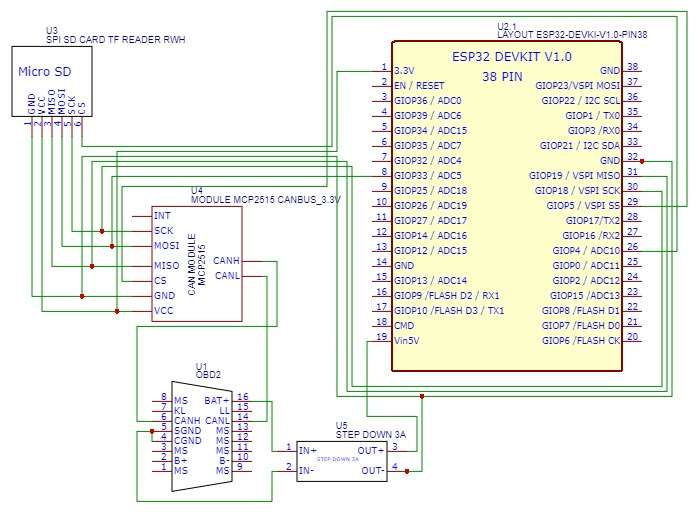 U3
SPI SD CARD TF READER RWH
Micro SD
GND
VCC
MISO
MOSI
SCK
CS
1
2
3
4
5
6
U2.1
LAYOUT ESP32-DEVKI-V1.0-PIN38
ESP32 DEVKIT V1.0
38 PIN
1 3.3V GND 38
2 EN / RESET GIOP23/VSPI MOSI 37
3 GIOP36 / ADC0 GIOP22 / I2C SCL 36
4 GIOP39 / ADC6 GIOP1 / TX0 35
5 GIOP34 / ADC15 GIOP3 /RX0 34
6 GIOP35 / ADC7 GIOP21 / I2C SDA 33
7 GIOP32 / ADC4 GND 32
8 GIOP33 / ADC5 GIOP19 / VSPI MISO 31
9 GIOP25 / ADC18 GIOP18 / VSPI SCK 30
10 GIOP26 / ADC19 GIOP5 / VSPI SS 29
11 GIOP27 / ADC17 GIOP17/TX2 28
12 GIOP14 / ADC16 GIOP16 /RX2 27
13 GIOP12 / ADC15 GIOP4 / ADC10 26
14 GND GIOP0 / ADC11 25
15 GIOP13 / ADC14 GIOP2 / ADC12 24
16 GIOP9 /FLASH D2 / RX1 GIOP15 /ADC13 23
17 GIOP10 /FLASH D3 / TX1 GIOP8 /FLASH D1 22
18 CMD GIOP7 /FLASH D0 21
19 Vin5V GIOP6 /FLASH CK 20
U4
MODULE MCP2515 CANBUS_3.3V
INT
SCK
MOSI
MISO
CS
GND
VCC
CAN MODULE
MCP2515
CANH
CANL
U1
OBD2
8 MS BAT+ 16
7 KL LL 15
6 CANH CANL 14
5 SGND MS 13
4 CGND MS 12
3 MS MS 11
2 B+ B- 10
1 MS MS 9
U5
STEP DOWN 3A
1 IN+ OUT+ 3
STEP DOWN 3A
2 IN- OUT- 4